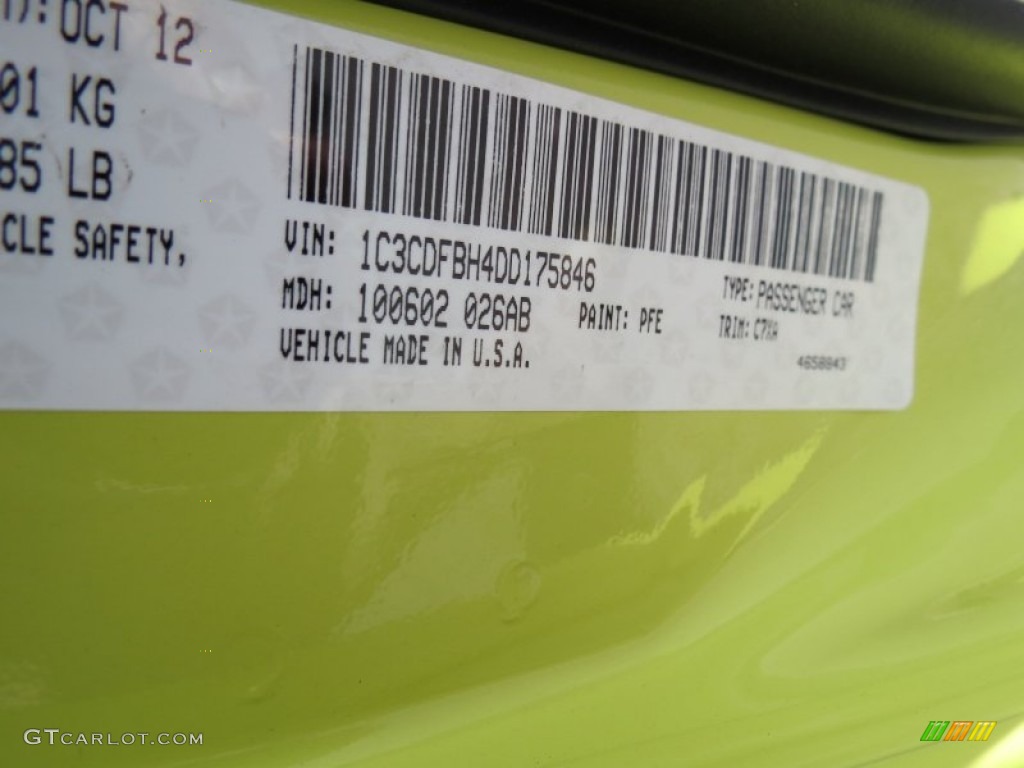 OCT 12
01 KG
85 LB
CLE SAFETY,
VIN: 1C3CDFBH4DD175846
MDH: 100602 026AB
PAINT: PFE
VEHICLE MADE IN U.S.A.
TYPE: PASSENGER CAR
TRIM: C7XA
4658843
GTCARLOT.COM